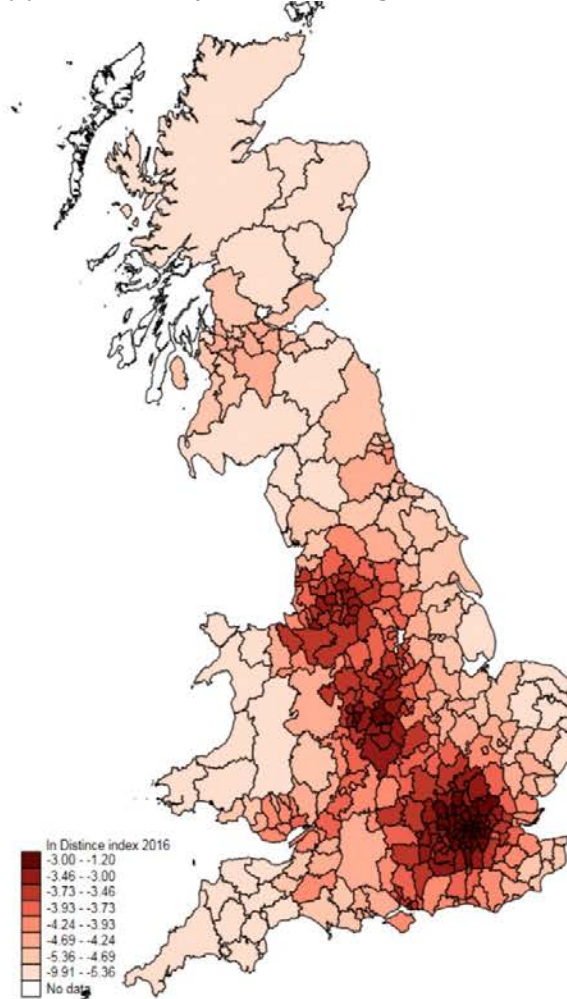 ln Distince index 2016
-3.00 - -1.20
-3.46 - -3.00
-3.73 - -3.46
-3.93 - -3.73
-4.24 - -3.93
-4.69 - -4.24
-5.36 - -4.69
-9.91 - -5.36
No data